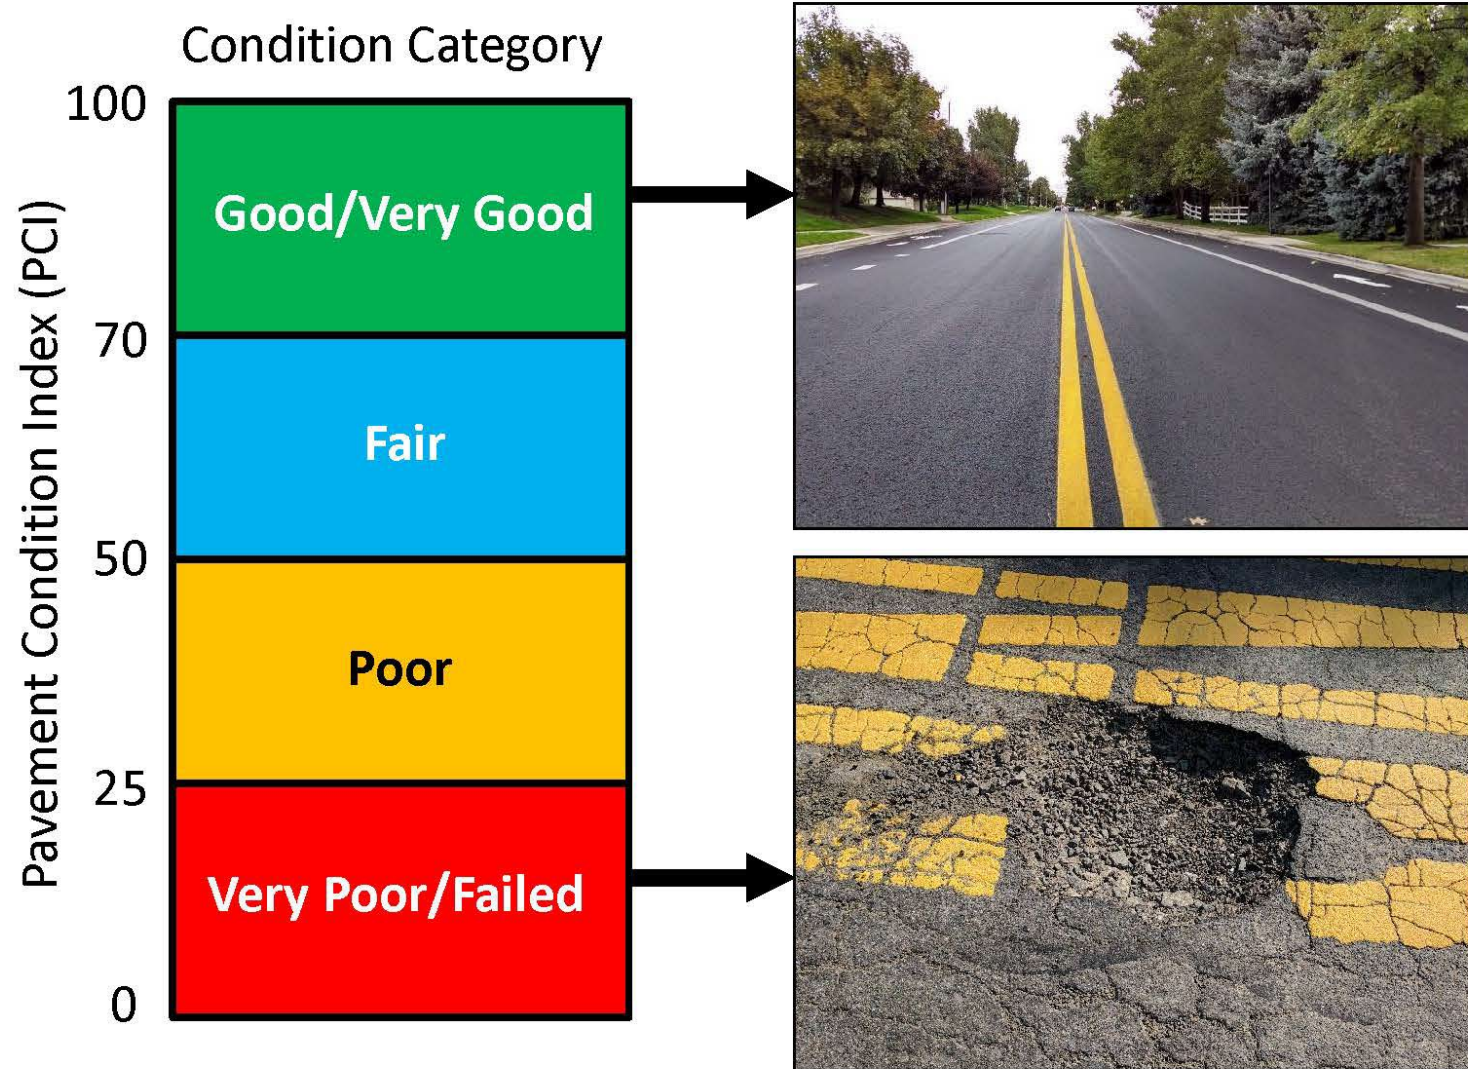 Condition Category
Pavement Condition Index (PCI)
100
Good/Very Good
70
Fair
50
Poor
25
Very Poor/Failed
0